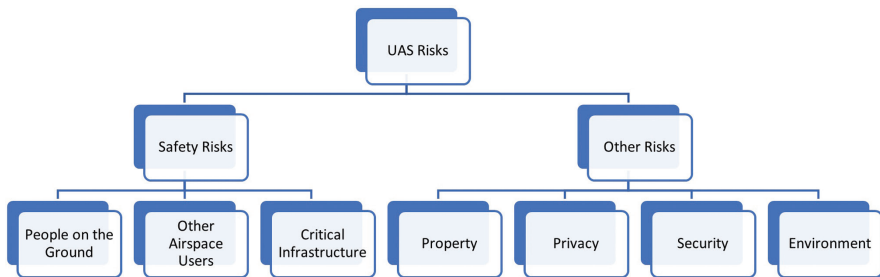 UAS Risks
Safety Risks
Other Risks
People on the
Ground
Other
Airspace
Users
Critical
Infrastructure
Property
Privacy
Security
Environment